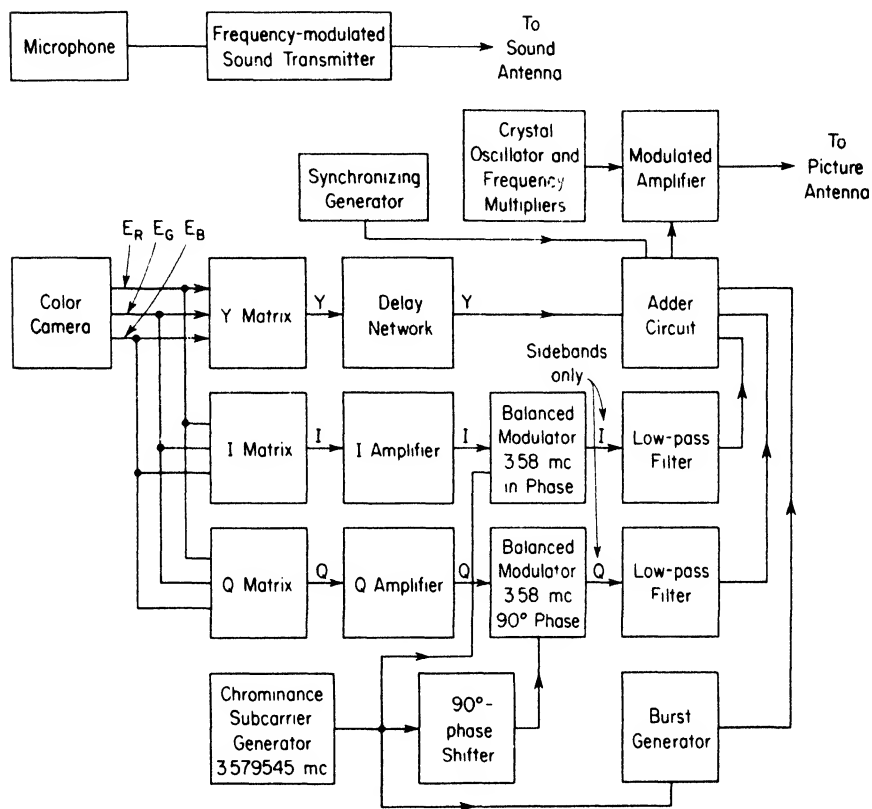 Microphone
Frequency-modulated
Sound Transmitter
To
Sound
Antenna
Crystal
Oscillator and
Frequency
Multipliers
Modulated
Amplifier
To
Picture
Antenna
Synchronizing
Generator
E_R E_G E_B
Color
Camera
Y Matrix
Y
Delay
Network
Y
Adder
Circuit
Sidebands
only
I Matrix
I
I Amplifier
I
Balanced
Modulator
358 mc
in Phase
I
Low-pass
Filter
Q Matrix
Q
Q Amplifier
Q
Balanced
Modulator
358 mc
90° Phase
Q
Low-pass
Filter
Chrominance
Subcarrier
Generator
3579545 mc
90°-
phase
Shifter
Burst
Generator